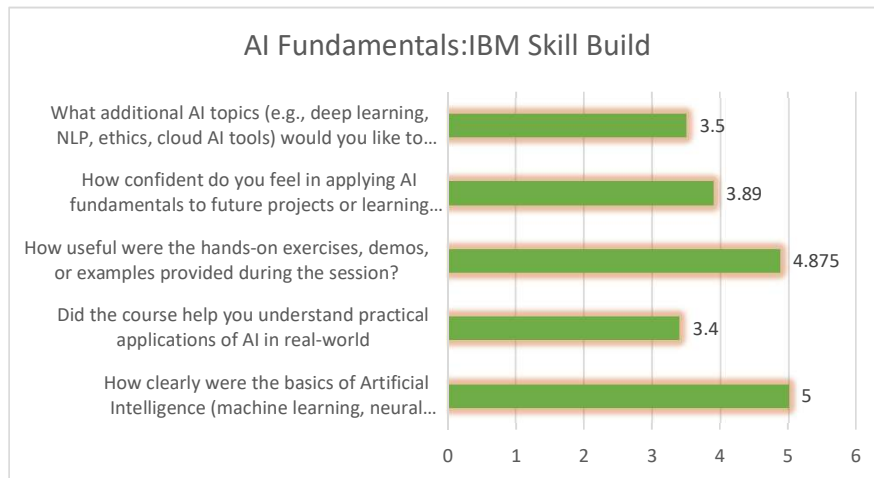 AI Fundamentals:IBM Skill Build
What additional AI topics (e.g., deep learning,
NLP, ethics, cloud AI tools) would you like to…
3.5
How confident do you feel in applying AI
fundamentals to future projects or learning…
3.89
How useful were the hands-on exercises, demos,
or examples provided during the session?
4.875
Did the course help you understand practical
applications of AI in real-world
3.4
How clearly were the basics of Artificial
Intelligence (machine learning, neural…
5
0 1 2 3 4 5 6